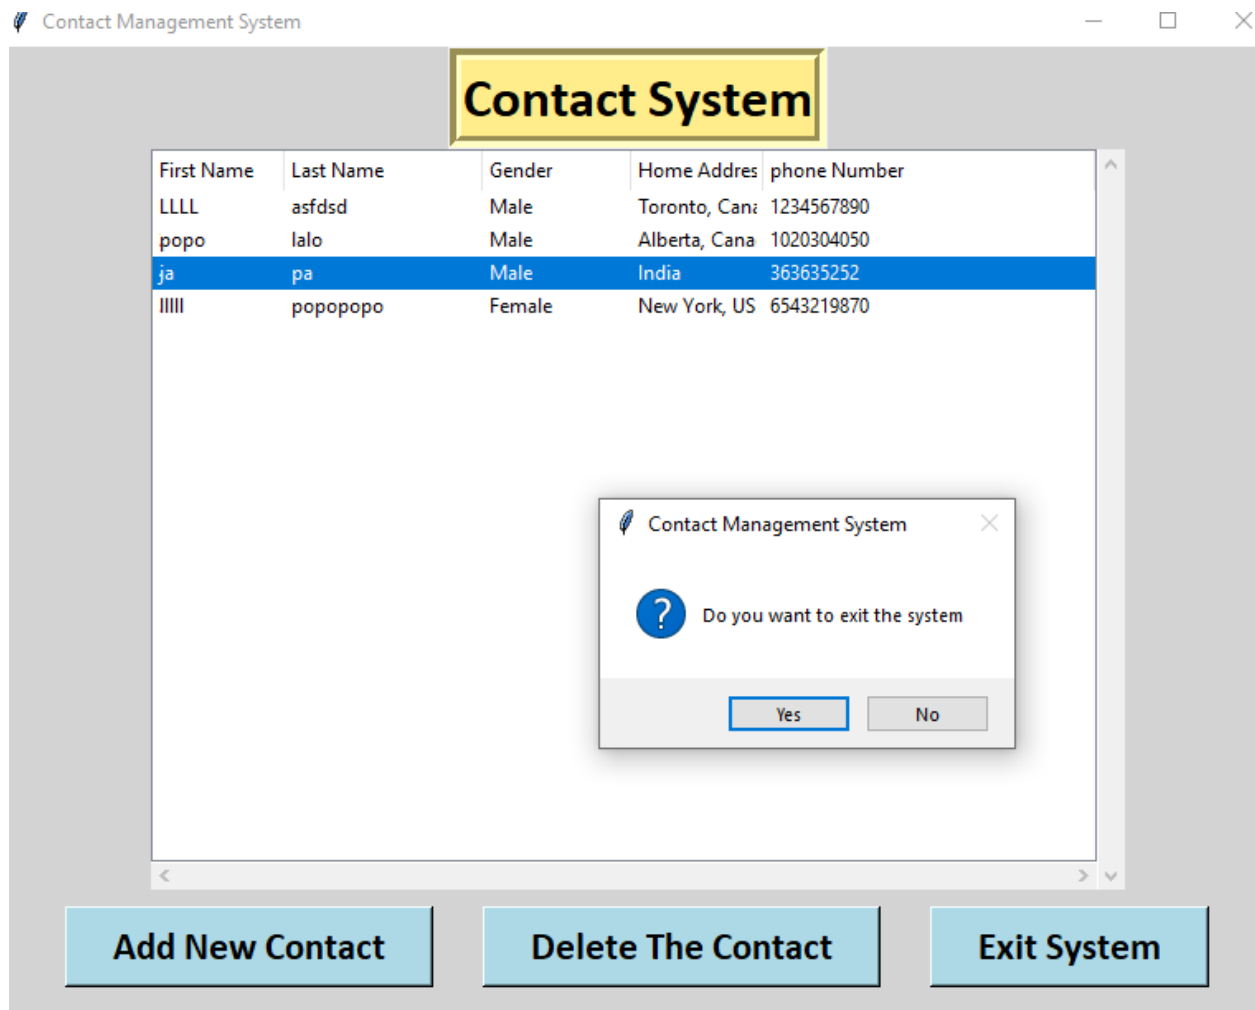 Contact Management System
Contact System
First Name Last Name Gender Home Addres phone Number
LLLL asfdsd Male Toronto, Cana 1234567890
popo lalo Male Alberta, Cana 1020304050
ja pa Male India 363635252
lllll popopopo Female New York, US 6543219870
Contact Management System
Do you want to exit the system
Yes No
Add New Contact Delete The Contact Exit System